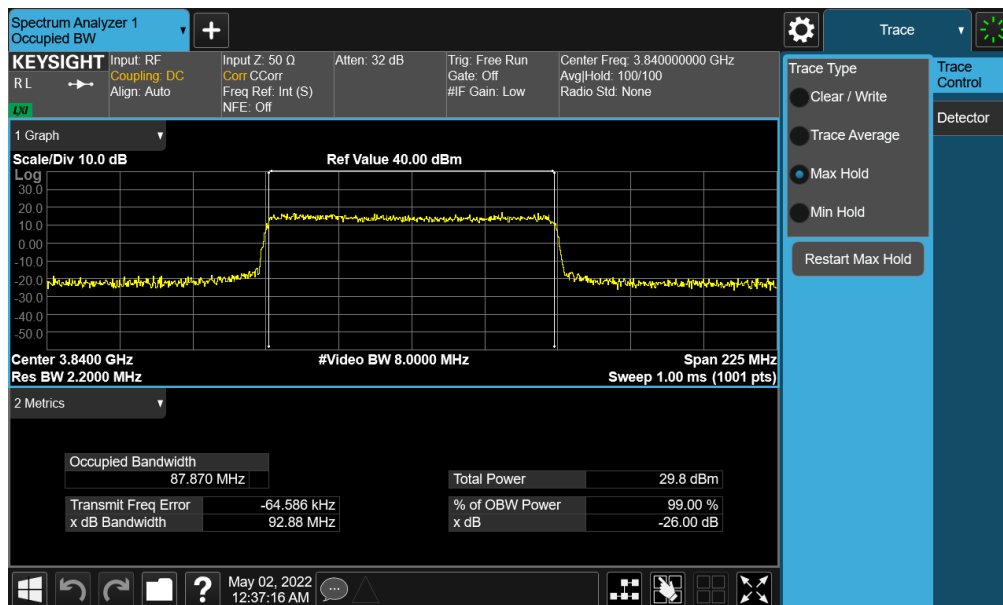 Spectrum Analyzer 1
Occupied BW
+
Trace
KEYSIGHT
R L
LXI
Input: RF
Coupling: DC
Align: Auto
Input Z: 50 Ω
Corr CCorr
Freq Ref: Int (S)
NFE: Off
Atten: 32 dB
Trig: Free Run
Gate: Off
#IF Gain: Low
Center Freq: 3.840000000 GHz
Avg|Hold: 100/100
Radio Std: None
Trace Type
Clear / Write
Trace Average
Max Hold
Min Hold
Restart Max Hold
Trace
Control
Detector
1 Graph
Scale/Div 10.0 dB
Ref Value 40.00 dBm
Log
30.0
20.0
10.0
0.00
-10.0
-20.0
-30.0
-40.0
-50.0
Center 3.8400 GHz
#Video BW 8.0000 MHz
Span 225 MHz
Res BW 2.2000 MHz
Sweep 1.00 ms (1001 pts)
2 Metrics
Occupied Bandwidth
87.870 MHz
Total Power 29.8 dBm
Transmit Freq Error -64.586 kHz
% of OBW Power 99.00 %
x dB Bandwidth 92.88 MHz
x dB -26.00 dB
?
May 02, 2022
12:37:16 AM